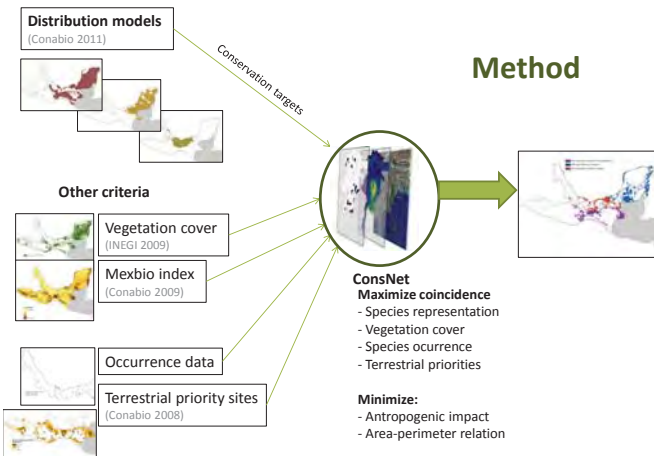 Distribution models
(Conabio 2011)
Conservation targets
Method
Other criteria
Vegetation cover
(INEGI 2009)
Mexbio index
(Conabio 2009)
Occurrence data
Terrestrial priority sites
(Conabio 2008)
ConsNet
Maximize coincidence
- Species representation
- Vegetation cover
- Species ocurrence
- Terrestrial priorities
Minimize:
- Antropogenic impact
- Area-perimeter relation